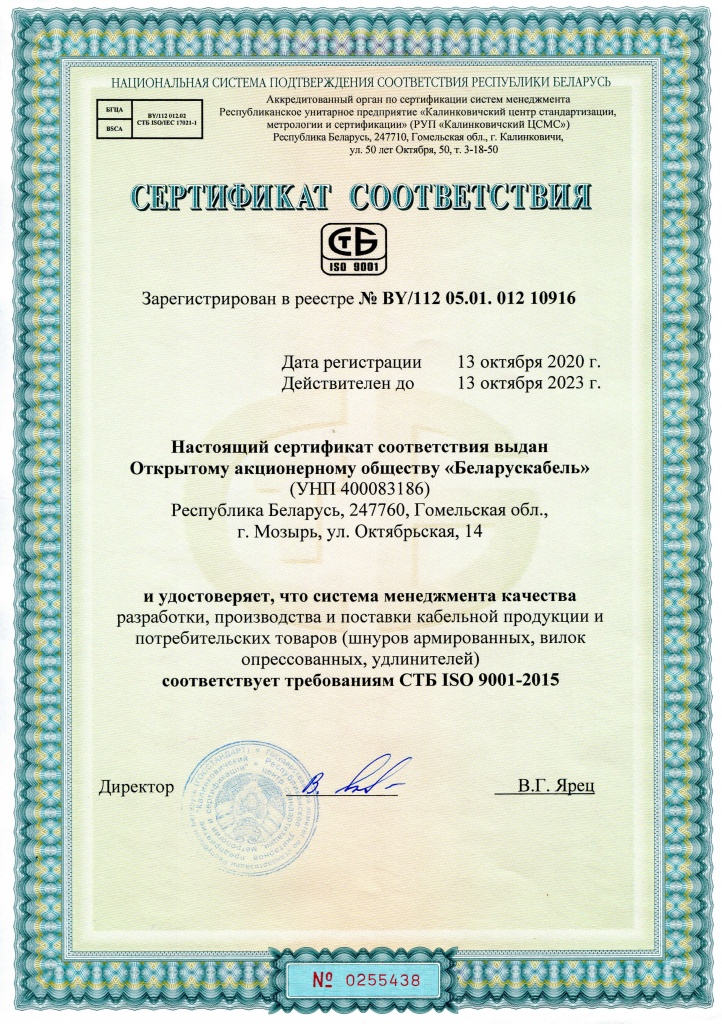 НАЦИОНАЛЬНАЯ СИСТЕМА ПОДТВЕРЖДЕНИЯ СООТВЕТСТВИЯ РЕСПУБЛИКИ БЕЛАРУСЬ
БГЦА
BSCA
BY/112 012.02
СТБ ISO/IEC 17021-1
Аккредитованный орган по сертификации систем менеджмента
Республиканское унитарное предприятие «Калинковичский центр стандартизации,
метрологии и сертификации» (РУП «Калинковичский ЦСМС»)
Республика Беларусь, 247710, Гомельская обл., г. Калинковичи,
ул. 50 лет Октября, 50, т. 3-18-50
СЕРТИФИКАТ СООТВЕТСТВИЯ
СТБ
ISO 9001
Зарегистрирован в реестре № BY/112 05.01. 012 10916
Дата регистрации 13 октября 2020 г.
Действителен до 13 октября 2023 г.
Настоящий сертификат соответствия выдан
Открытому акционерному обществу «Беларускабель»
(УНП 400083186)
Республика Беларусь, 247760, Гомельская обл.,
г. Мозырь, ул. Октябрьская, 14
и удостоверяет, что система менеджмента качества
разработки, производства и поставки кабельной продукции и
потребительских товаров (шнуров армированных, вилок
опрессованных, удлинителей)
соответствует требованиям СТБ ISO 9001-2015
Директор В.Г. Ярец
№ 0255438